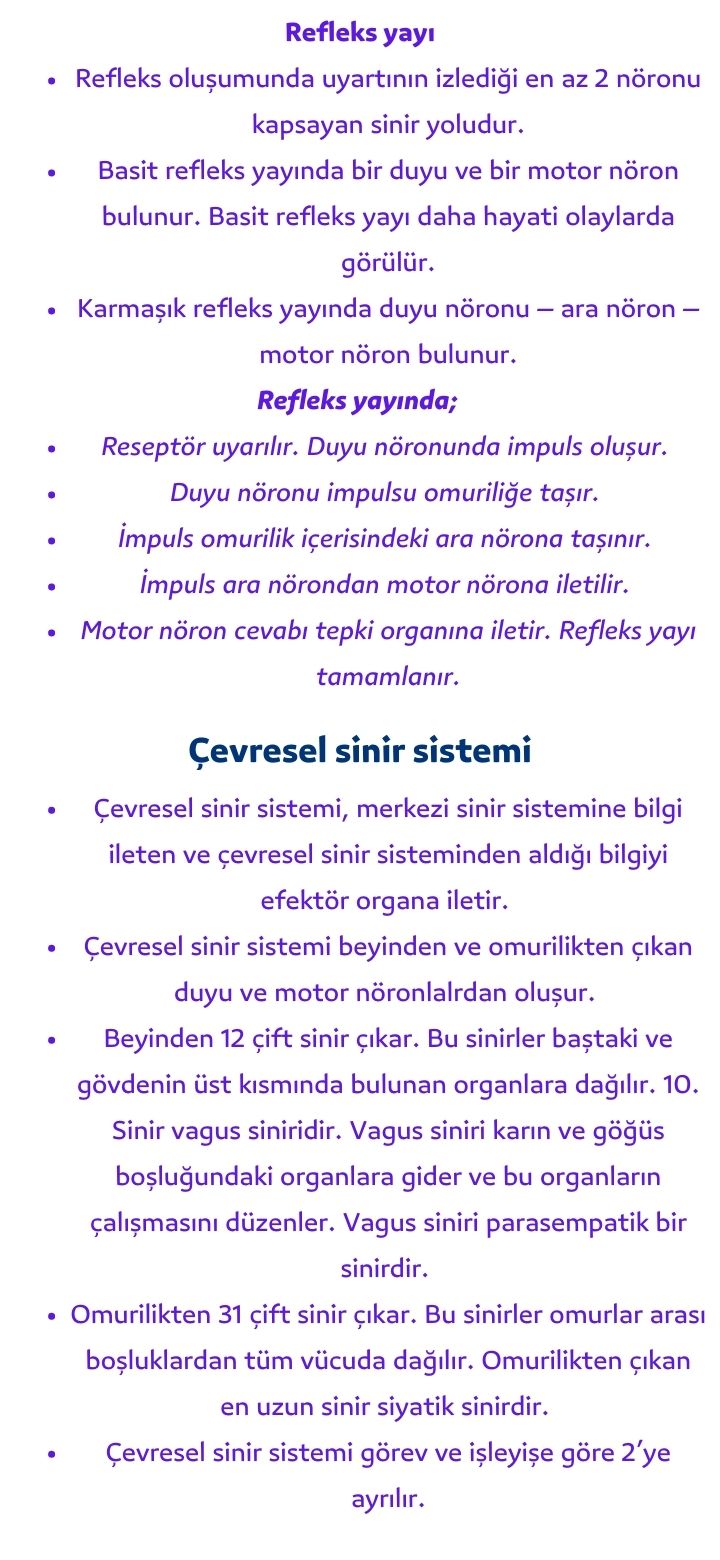 Refleks yayı
• Refleks oluşumunda uyartının izlediği en az 2 nöronu
kapsayan sinir yoludur.
• Basit refleks yayında bir duyu ve bir motor nöron
bulunur. Basit refleks yayı daha hayati olaylarda
görülür.
• Karmaşık refleks yayında duyu nöronu – ara nöron –
motor nöron bulunur.
Refleks yayında;
• Reseptör uyarılır. Duyu nöronunda impuls oluşur.
• Duyu nöronu impulsu omuriliğe taşır.
• İmpuls omurilik içerisindeki ara nörona taşınır.
• İmpuls ara nörondan motor nörona iletilir.
• Motor nöron cevabı tepki organına iletir. Refleks yayı
tamamlanır.
Çevresel sinir sistemi
• Çevresel sinir sistemi, merkezi sinir sistemine bilgi
ileten ve çevresel sinir sisteminden aldığı bilgiyi
efektör organa iletir.
• Çevresel sinir sistemi beyinden ve omurilikten çıkan
duyu ve motor nöronlalrdan oluşur.
• Beyinden 12 çift sinir çıkar. Bu sinirler baştaki ve
gövdenin üst kısmında bulunan organlara dağılır. 10.
Sinir vagus siniridir. Vagus siniri karın ve göğüs
boşluğundaki organlara gider ve bu organların
çalışmasını düzenler. Vagus siniri parasempatik bir
sinirdir.
• Omurilikten 31 çift sinir çıkar. Bu sinirler omurlar arası
boşluklardan tüm vücuda dağılır. Omurilikten çıkan
en uzun sinir siyatik sinirdir.
• Çevresel sinir sistemi görev ve işleyişe göre 2’ye
ayrılır.